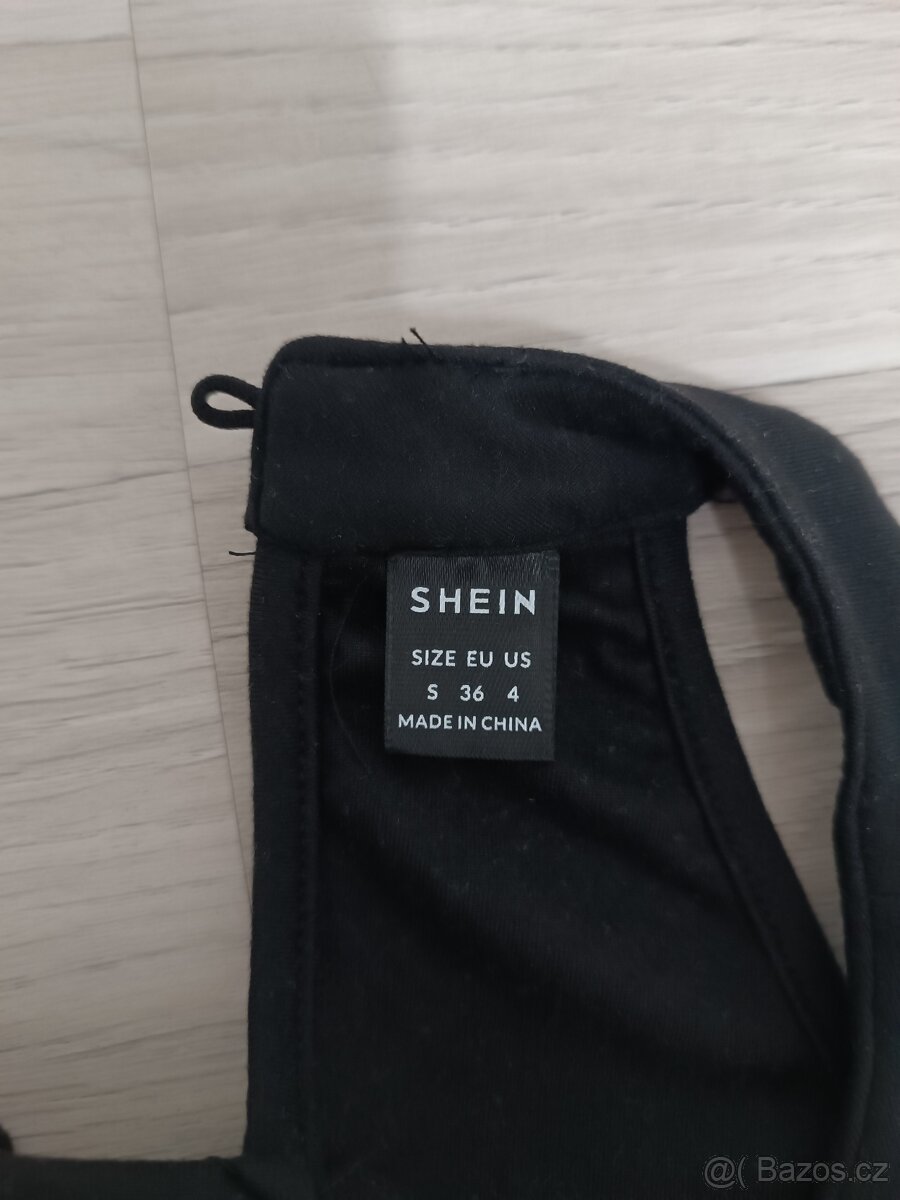 SHEIN
SIZE EU US
S 36 4
MADE IN CHINA
@( Bazos.cz